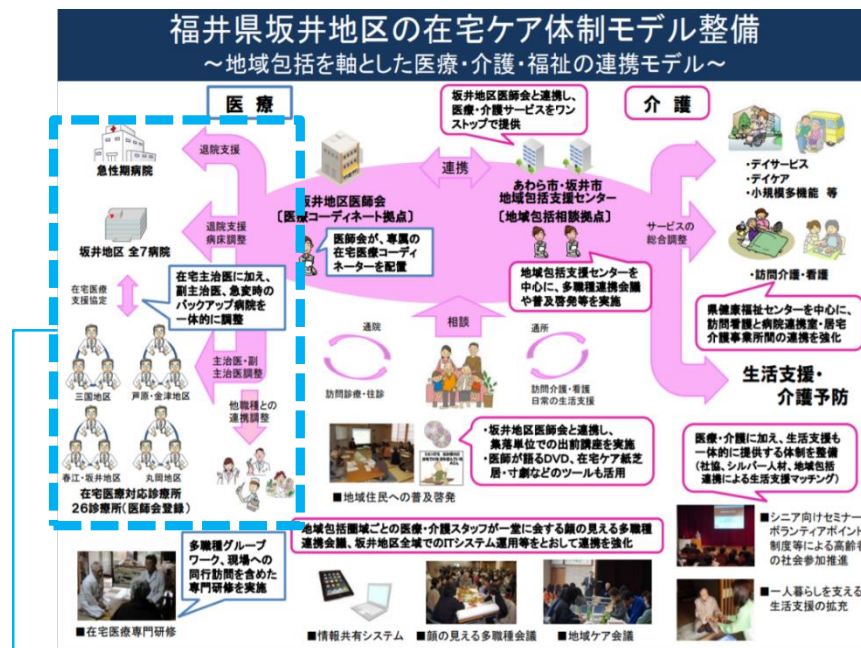 福井県坂井地区の在宅ケア体制モデル整備
～地域包括を軸とした医療・介護・福祉の連携モデル～
医 療
急性期病院
退院支援
坂井地区 全7病院
退院支援
病床調整
在宅医療
支援協定
在宅主治医に加え、
副主治医、急変時の
バックアップ病院を
一体的に調整
主治医・副
主治医調整
三国地区
芦原・金津地区
他職種との
連携調整
春江・坂井地区
丸岡地区
在宅医療対応診療所
26診療所(医師会登録)
坂井地区医師会
〔医療コーディネート拠点〕
医師会が、専属の
在宅医療コーディ
ネーターを配置
連携
坂井地区医師会と連携し、
医療・介護サービスをワン
ストップで提供
あわら市・坂井市
地域包括支援センター
〔地域包括相談拠点〕
地域包括支援センターを
中心に、多職種連携会議
や普及啓発等を実施
相談
通院
訪問診療・往診
通所
訪問介護・看護
日常の生活支援
介 護
・デイサービス
・デイケア
・小規模多機能 等
サービスの
総合調整
・訪問介護・看護
県健康福祉センターを中心に、
訪問看護と病院連携室・居宅
介護事業所間の連携を強化
生活支援・
介護予防
・坂井地区医師会と連携し、
集落単位での出前講座を実施
・医師が語るDVD、在宅ケア紙芝
居・寸劇などのツールも活用
■地域住民への普及啓発
医療・介護に加え、生活支援も
一体的に提供する体制を整備
(社協、シルバー人材、地域包括
連携による生活支援マッチング)
■シニア向けセミナー
ボランティアポイント
制度等による高齢者
の社会参加推進
■一人暮らしを支える
生活支援の拡充
地域包括圏域ごとの医療・介護スタッフが一堂に会する顔の見える多職種
連携会議、坂井地区全域でのITシステム運用等をとおして連携を強化
多職種グループ
ワーク、現場への
同行訪問を含めた
専門研修を実施
■在宅医療専門研修
■情報共有システム
■顔の見える多職種会議
■地域ケア会議